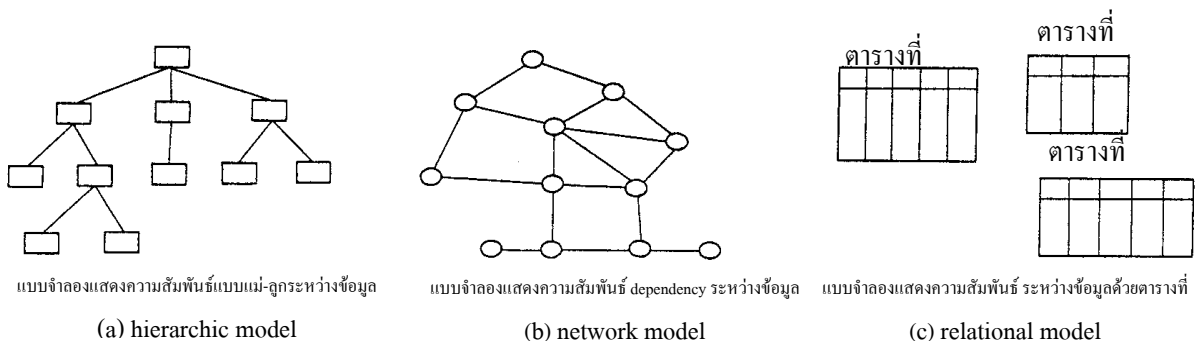 ตารางที่
ตารางที่
ตารางที่
แบบจำลองแสดงความสัมพันธ์แบบแม่-ลูกระหว่างข้อมูล
(a) hierarchic model
แบบจำลองแสดงความสัมพันธ์ dependency ระหว่างข้อมูล
(b) network model
แบบจำลองแสดงความสัมพันธ์ ระหว่างข้อมูลด้วยตารางที่
(c) relational model